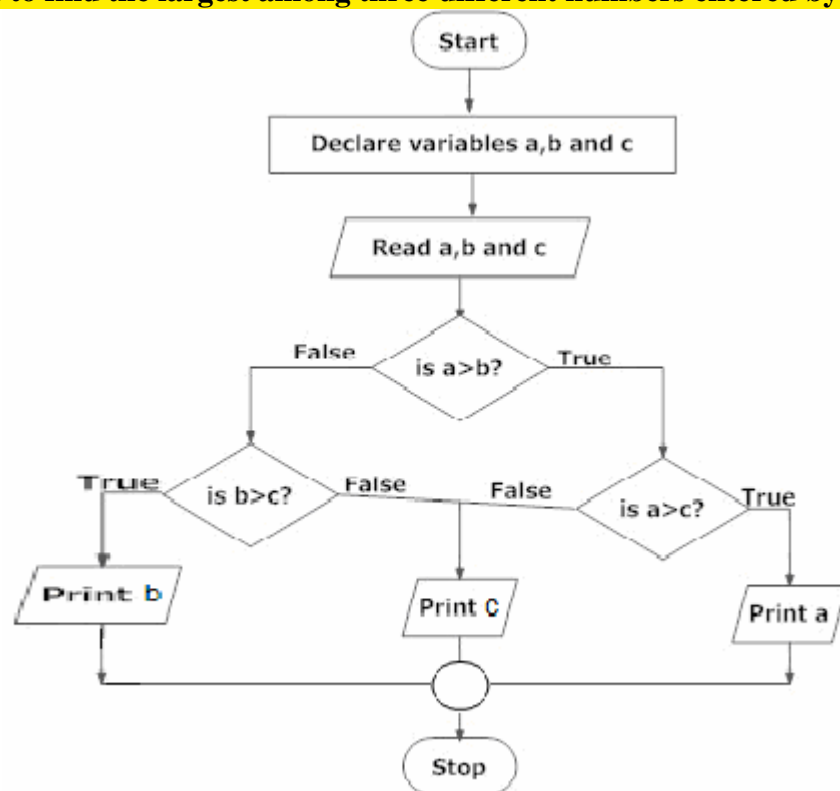 to find the largest among three different numbers entered by
Start
Declare variables a,b and c
Read a,b and c
is a>b?
False
True
is b>c?
True
False
is a>c?
False
True
Print b
Print C
Print a
Stop